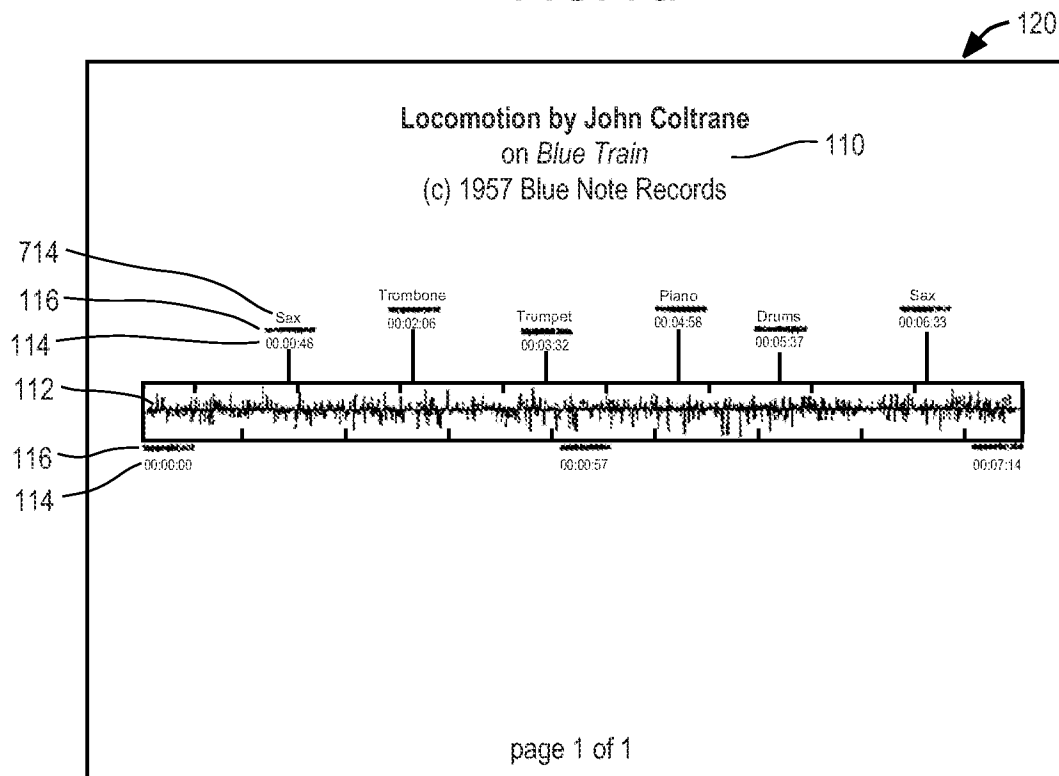 120
Locomotion by John Coltrane
on Blue Train
110
(c) 1957 Blue Note Records
714
116
114
Sax
00:00:48
Trombone
00:02:06
Trumpet
00:03:32
Piano
00:04:56
Drums
00:05:37
Sax
00:06:33
112
116
114
00:00:00
00:00:57
00:07:14
page 1 of 1